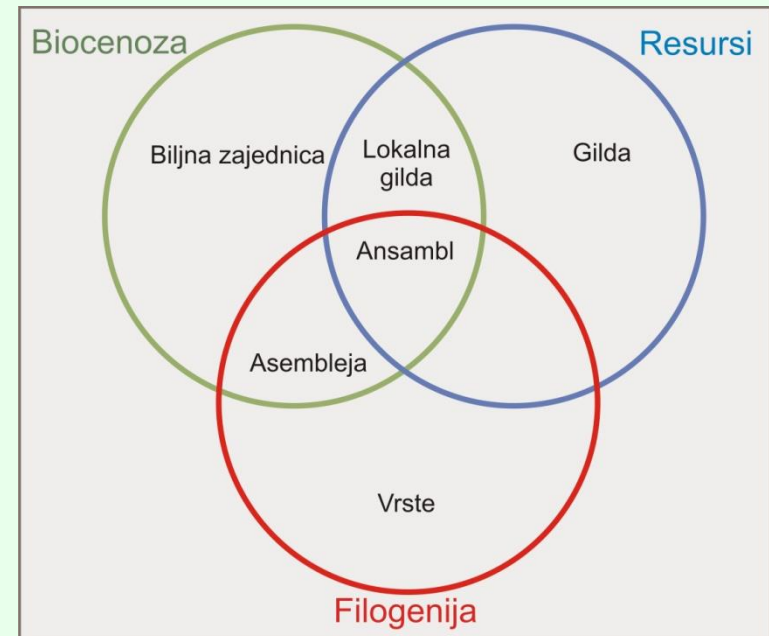 Biocenoza
Resursi
Biljna zajednica
Lokalna
gilda
Gilda
Ansambl
Asembleja
Vrste
Filogenija